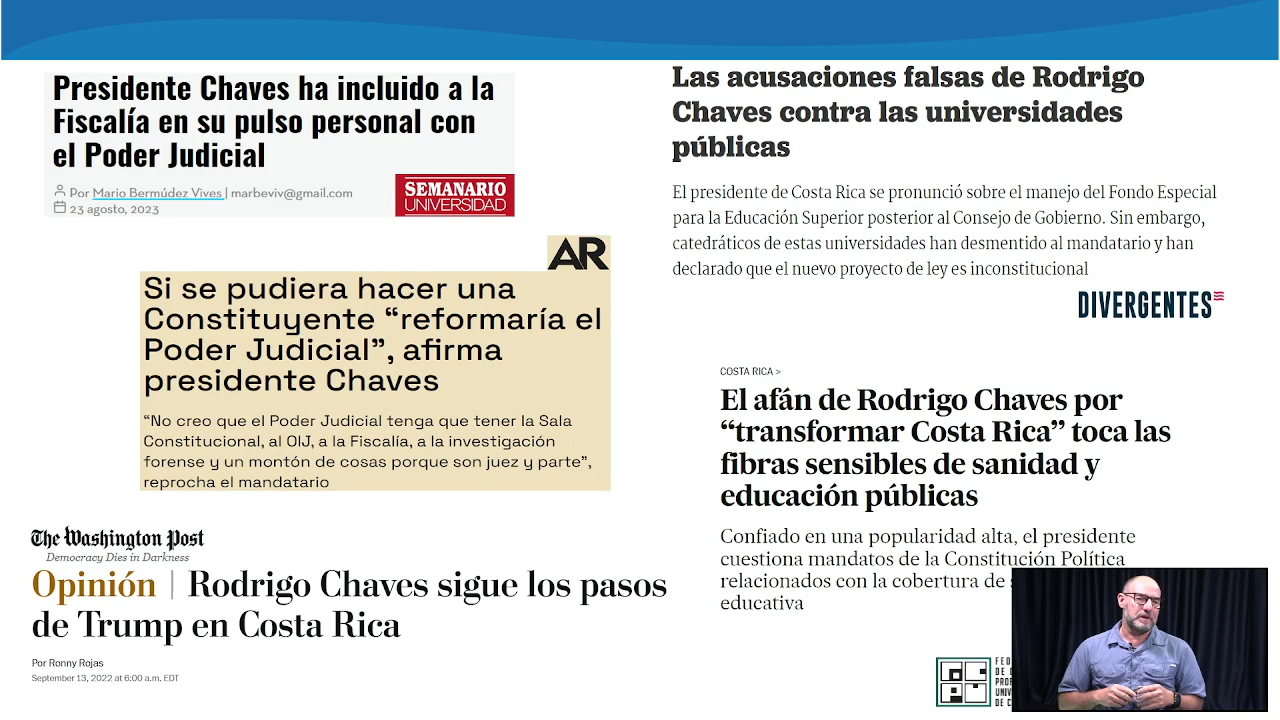 Presidente Chaves ha incluido a la
Fiscalía en su pulso personal con
el Poder Judicial
Por Mario Bermúdez Vives | marbeviv@gmail.com
23 agosto, 2023
SEMANARIO
UNIVERSIDAD
AR
Si se pudiera hacer una
Constituyente “reformaría el
Poder Judicial”, afirma
presidente Chaves
“No creo que el Poder Judicial tenga que tener la Sala
Constitucional, al OIJ, a la Fiscalía, a la investigación
forense y un montón de cosas porque son juez y parte”,
reprocha el mandatario
The Washington Post
Democracy Dies in Darkness
Opinión | Rodrigo Chaves sigue los pasos
de Trump en Costa Rica
Por Ronny Rojas
September 13, 2022 at 6:00 a.m. EDT
Las acusaciones falsas de Rodrigo
Chaves contra las universidades
públicas
El presidente de Costa Rica se pronunció sobre el manejo del Fondo Especial
para la Educación Superior posterior al Consejo de Gobierno. Sin embargo,
catedráticos de estas universidades han desmentido al mandatario y han
declarado que el nuevo proyecto de ley es inconstitucional
DIVERGENTES
COSTA RICA >
El afán de Rodrigo Chaves por
“transformar Costa Rica” toca las
fibras sensibles de sanidad y
educación públicas
Confiado en una popularidad alta, el presidente
cuestiona mandatos de la Constitución Política
relacionados con la cobertura de
educativa